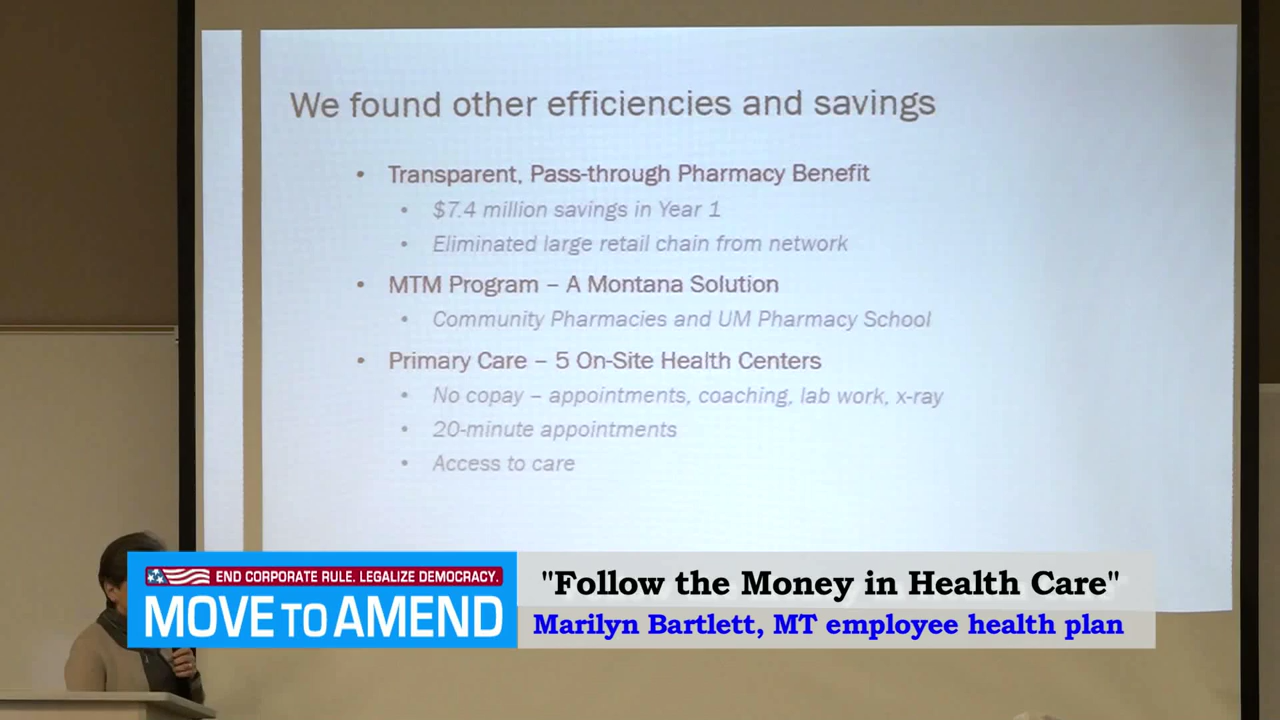 We found other efficiencies and savings
• Transparent, Pass-through Pharmacy Benefit
• $7.4 million savings in Year 1
• Eliminated large retail chain from network
• MTM Program – A Montana Solution
• Community Pharmacies and UM Pharmacy School
• Primary Care – 5 On-Site Health Centers
• No copay – appointments, coaching, lab work, x-ray
• 20-minute appointments
• Access to care
END CORPORATE RULE. LEGALIZE DEMOCRACY.
MOVE TO AMEND
"Follow the Money in Health Care"
Marilyn Bartlett, MT employee health plan